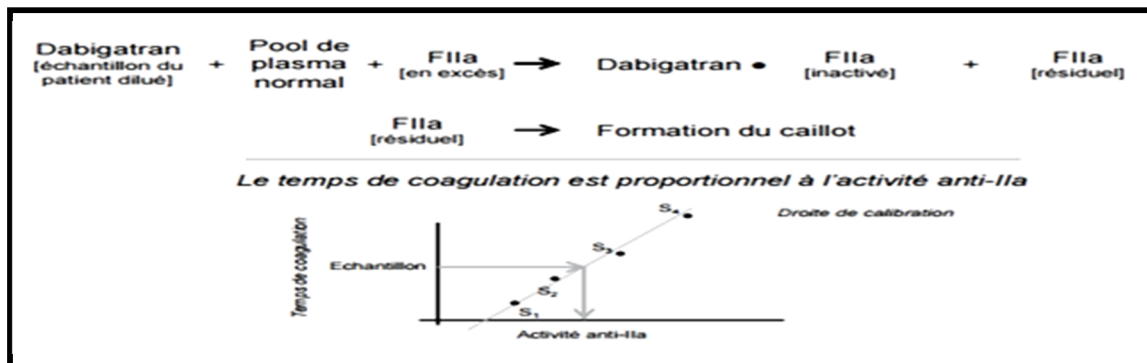 Dabigatran + Pool de plasma normal + FIIa → Dabigatran • FIIa + FIIa
[échantillon du patient dilué] [en excès] [inactivé] [résiduel]
FIIa → Formation du caillot
[résiduel]
Le temps de coagulation est proportionnel à l'activité anti-IIa
Droite de calibration
Temps de coagulation
Echantillon
S₁
S₂
S₃
S₄
Activité anti-IIa